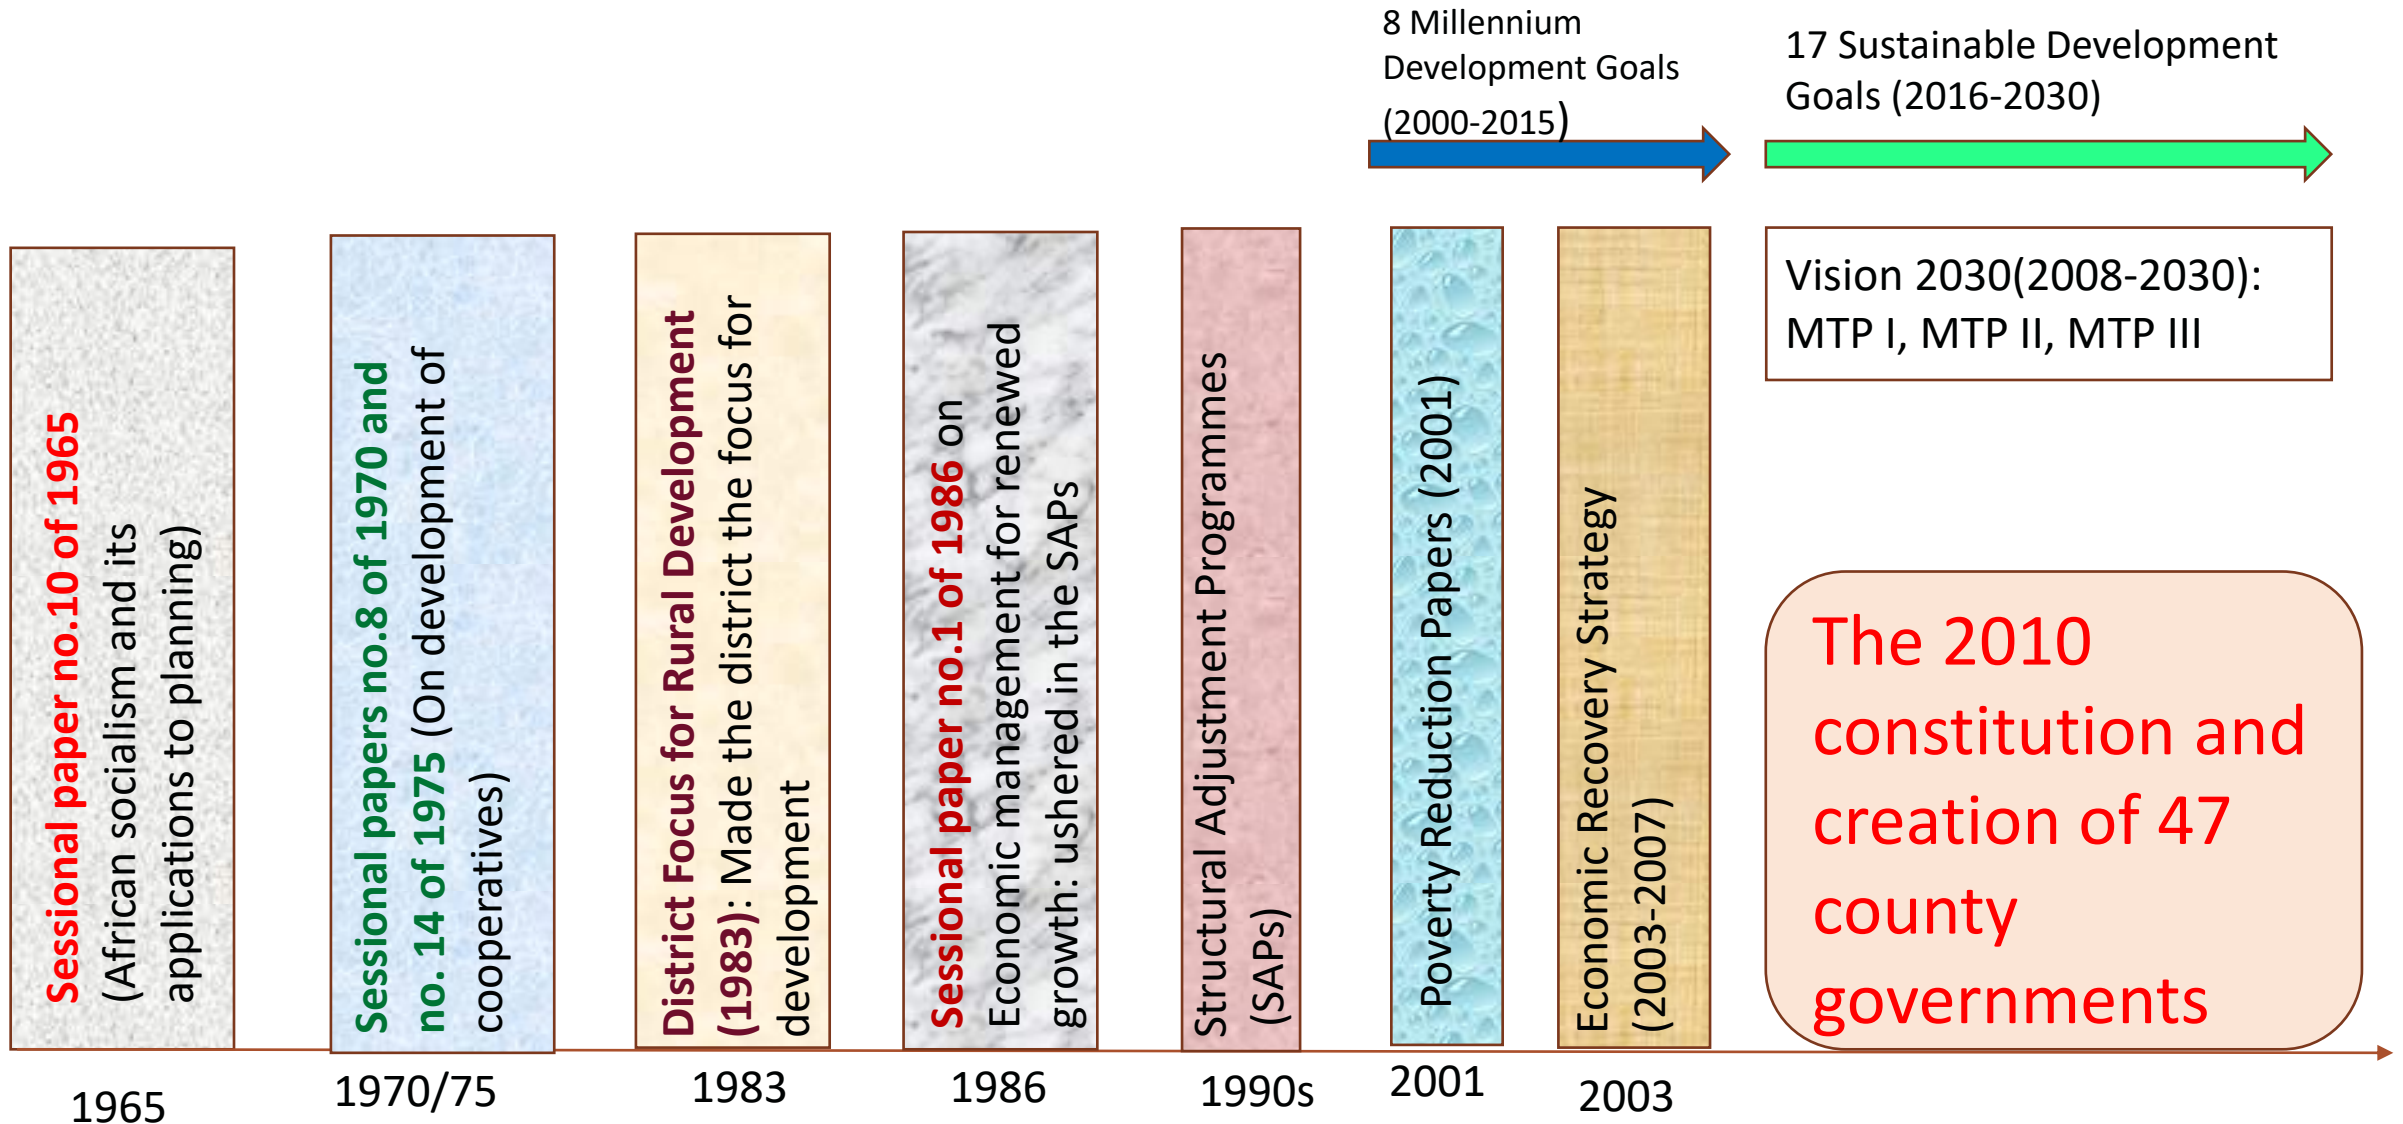 8 Millennium
Development Goals
(2000-2015)
17 Sustainable Development
Goals (2016-2030)
Sessional paper no.10 of 1965
(African socialism and its
applications to planning)
Sessional papers no.8 of 1970 and
no. 14 of 1975 (On development of
cooperatives)
District Focus for Rural Development
(1983): Made the district the focus for
development
Sessional paper no.1 of 1986 on
Economic management for renewed
growth: ushered in the SAPs
Structural Adjustment Programmes
(SAPs)
Poverty Reduction Papers (2001)
Economic Recovery Strategy
(2003-2007)
Vision 2030(2008-2030):
MTP I, MTP II, MTP III
The 2010
constitution and
creation of 47
county
governments
1965
1970/75
1983
1986
1990s
2001
2003